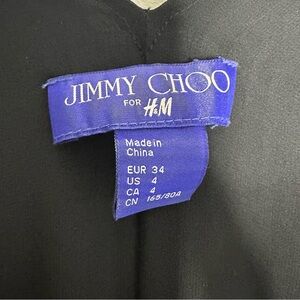 JIMMY CHOO
FOR H&M
Made in
China
EUR 34
US 4
CA 4
CN 165/80A